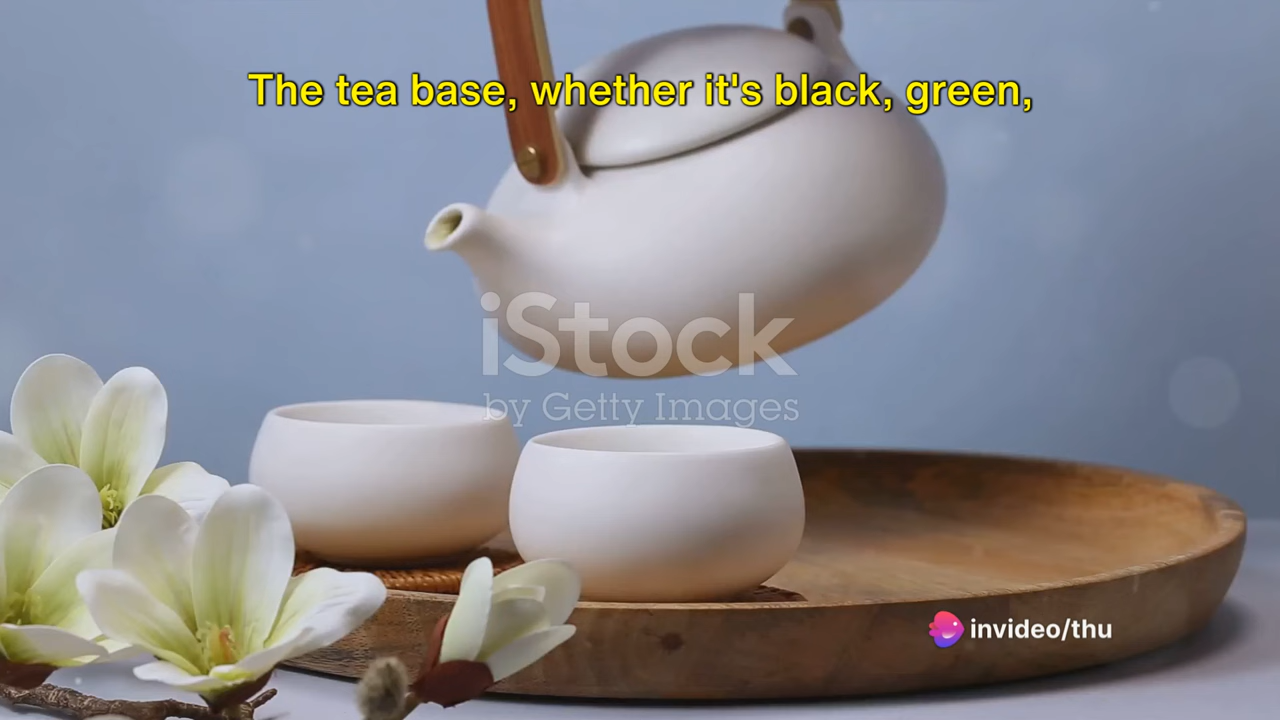 The tea base, whether it's black, green,
iStock
by Getty Images
invideo/thu